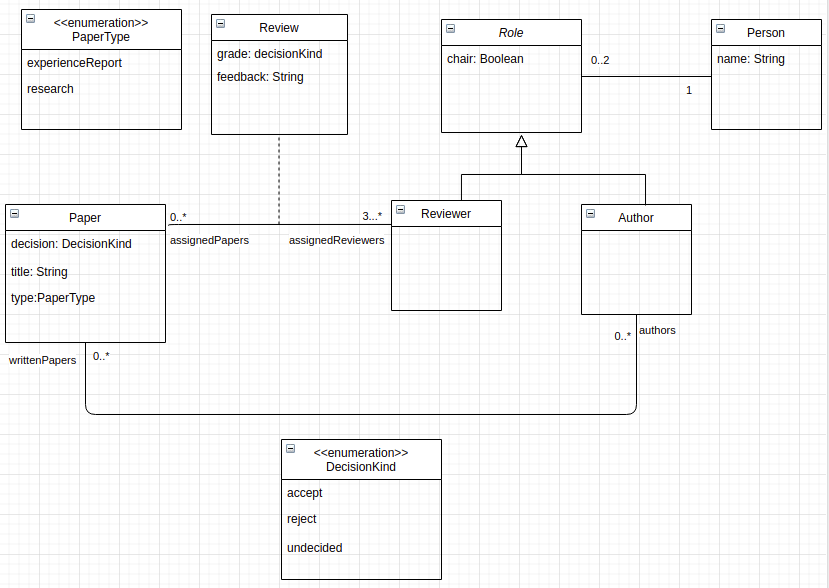 <<enumeration>>
PaperType
experienceReport
research
Review
grade: decisionKind
feedback: String
Role
chair: Boolean
0..2
1
Person
name: String
Paper
decision: DecisionKind
title: String
type:PaperType
0..*
assignedPapers
3...*
assignedReviewers
Reviewer
Author
0..*
authors
writtenPapers
0..*
<<enumeration>>
DecisionKind
accept
reject
undecided